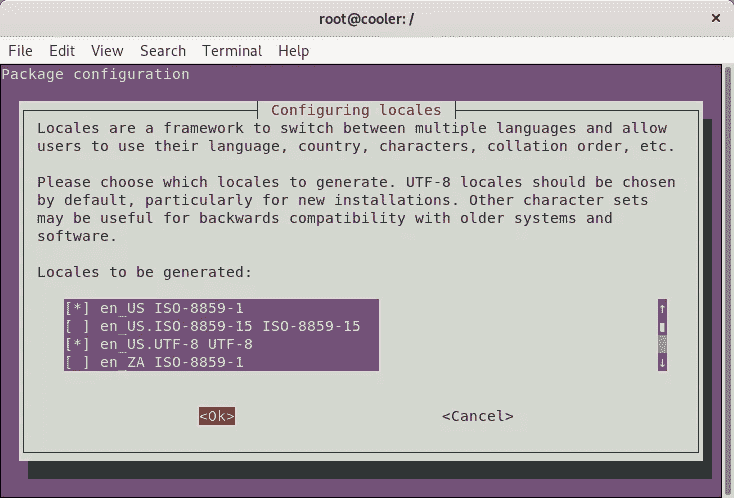 root@cooler: /
×
File Edit View Search Terminal Help
Package configuration
Configuring locales
Locales are a framework to switch between multiple languages and allow
users to use their language, country, characters, collation order, etc.
Please choose which locales to generate. UTF-8 locales should be chosen
by default, particularly for new installations. Other character sets
may be useful for backwards compatibility with older systems and
software.
Locales to be generated:
[*] en_US ISO-8859-1 ↑
[ ] en_US.ISO-8859-15 ISO-8859-15
[*] en_US.UTF-8 UTF-8
[ ] en_ZA ISO-8859-1 ↓
<Ok> <Cancel>